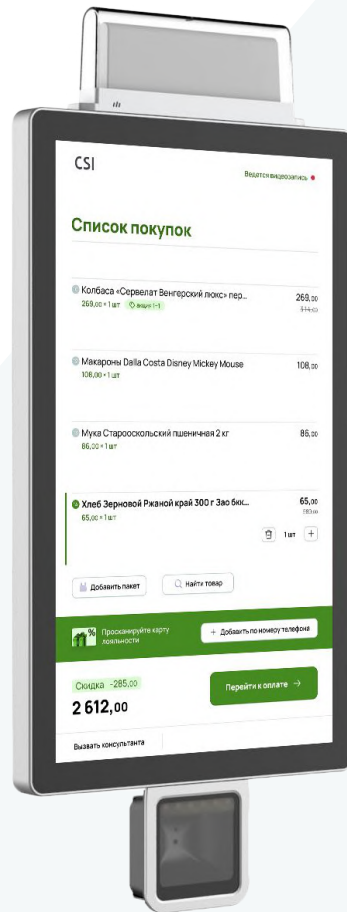 CSI
Ведется видеозапись
Список покупок
Колбаса «Сервелат Венгерский люкс» пер...
269,00
269,00 × 1 шт
акция 1=1
Макароны Dalla Costa Disney Mickey Mouse
108,00
108,00 × 1 шт
Мука Старооскольский пшеничная 2 кг
86,00
86,00 × 1 шт
Хлеб Зерновой Ржаной край 300 г Зао бкк...
65,00
65,00 × 1 шт
1 шт +
Добавить пакет
Найти товар
%
Просканируйте карту
лояльности
+ Добавить по номеру телефона
Скидка -285,00
2 612,00
Перейти к оплате →
Вызвать консультанта